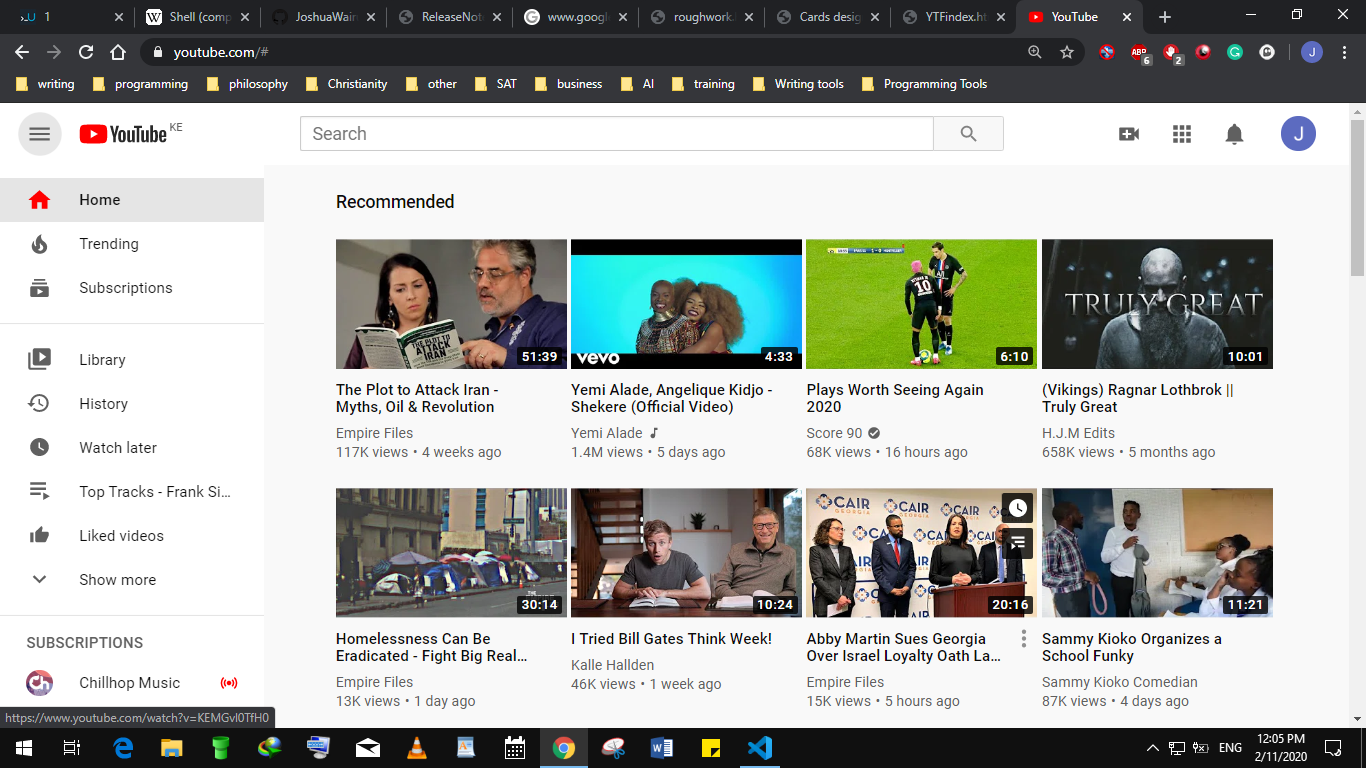 1
Shell (comp
JoshuaWain
ReleaseNot
www.googl
roughwork.
Cards desig
YTFindex.ht
YouTube
youtube.com/#
ABP
6
2
J
writing
programming
philosophy
Christianity
other
SAT
business
AI
training
Writing tools
Programming Tools
YouTube KE
Search
J
Home
Trending
Subscriptions
Library
History
Watch later
Top Tracks - Frank Si...
Liked videos
Show more
SUBSCRIPTIONS
Chillhop Music
https://www.youtube.com/watch?v=KEMGvl0TfH0
Recommended
THE PLOT TO
ATTACK
IRAN
51:39
The Plot to Attack Iran -
Myths, Oil & Revolution
Empire Files
117K views • 4 weeks ago
vevo
4:33
Yemi Alade, Angelique Kidjo -
Shekere (Official Video)
Yemi Alade
1.4M views • 5 days ago
10
6:10
Plays Worth Seeing Again
2020
Score 90
68K views • 16 hours ago
TRULY GREAT
10:01
(Vikings) Ragnar Lothbrok ||
Truly Great
H.J.M Edits
658K views • 5 months ago
30:14
Homelessness Can Be
Eradicated - Fight Big Real...
Empire Files
13K views • 1 day ago
10:24
I Tried Bill Gates Think Week!
Kalle Hallden
46K views • 1 week ago
CAIR
GEORGIA
CAIR
CAIR
20:16
Abby Martin Sues Georgia
Over Israel Loyalty Oath La...
Empire Files
15K views • 5 hours ago
11:21
Sammy Kioko Organizes a
School Funky
Sammy Kioko Comedian
87K views • 4 days ago
ENG
12:05 PM
2/11/2020